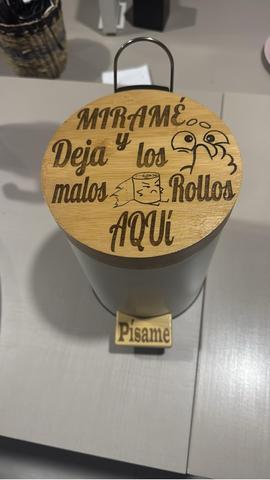 MIRAMÉ
y
Deja los
malos Rollos
AQUí
Písame